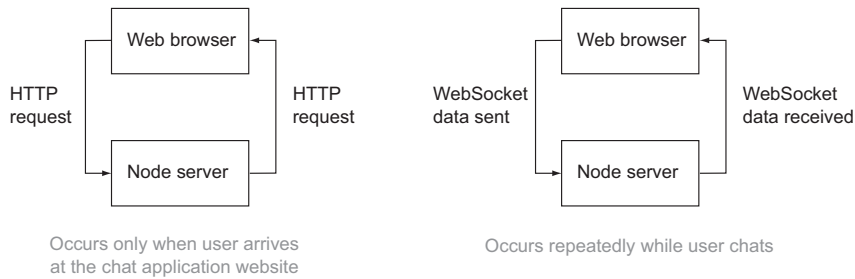 Web browser
HTTP
request
HTTP
request
Node server
Occurs only when user arrives
at the chat application website
Web browser
WebSocket
data sent
WebSocket
data received
Node server
Occurs repeatedly while user chats